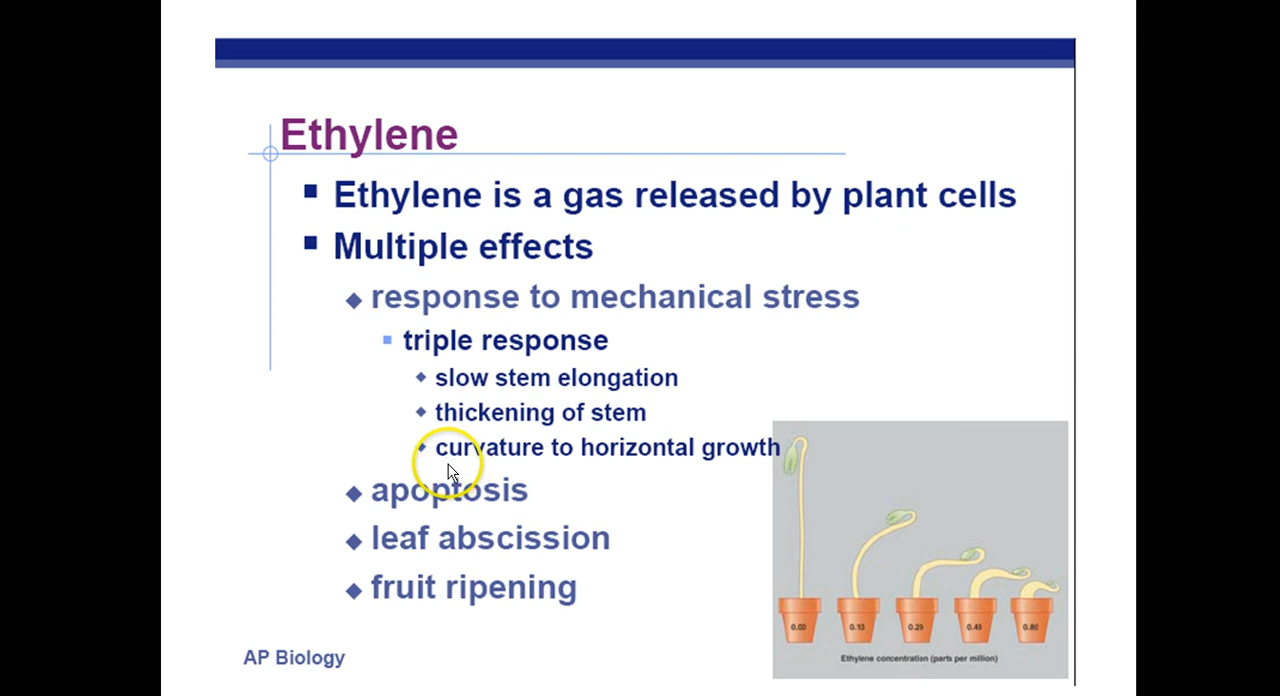 Ethylene
Ethylene is a gas released by plant cells
Multiple effects
response to mechanical stress
triple response
slow stem elongation
thickening of stem
curvature to horizontal growth
apoptosis
leaf abscission
fruit ripening
0.00 0.10 0.20 0.40 0.80
Ethylene concentration (parts per million)
AP Biology